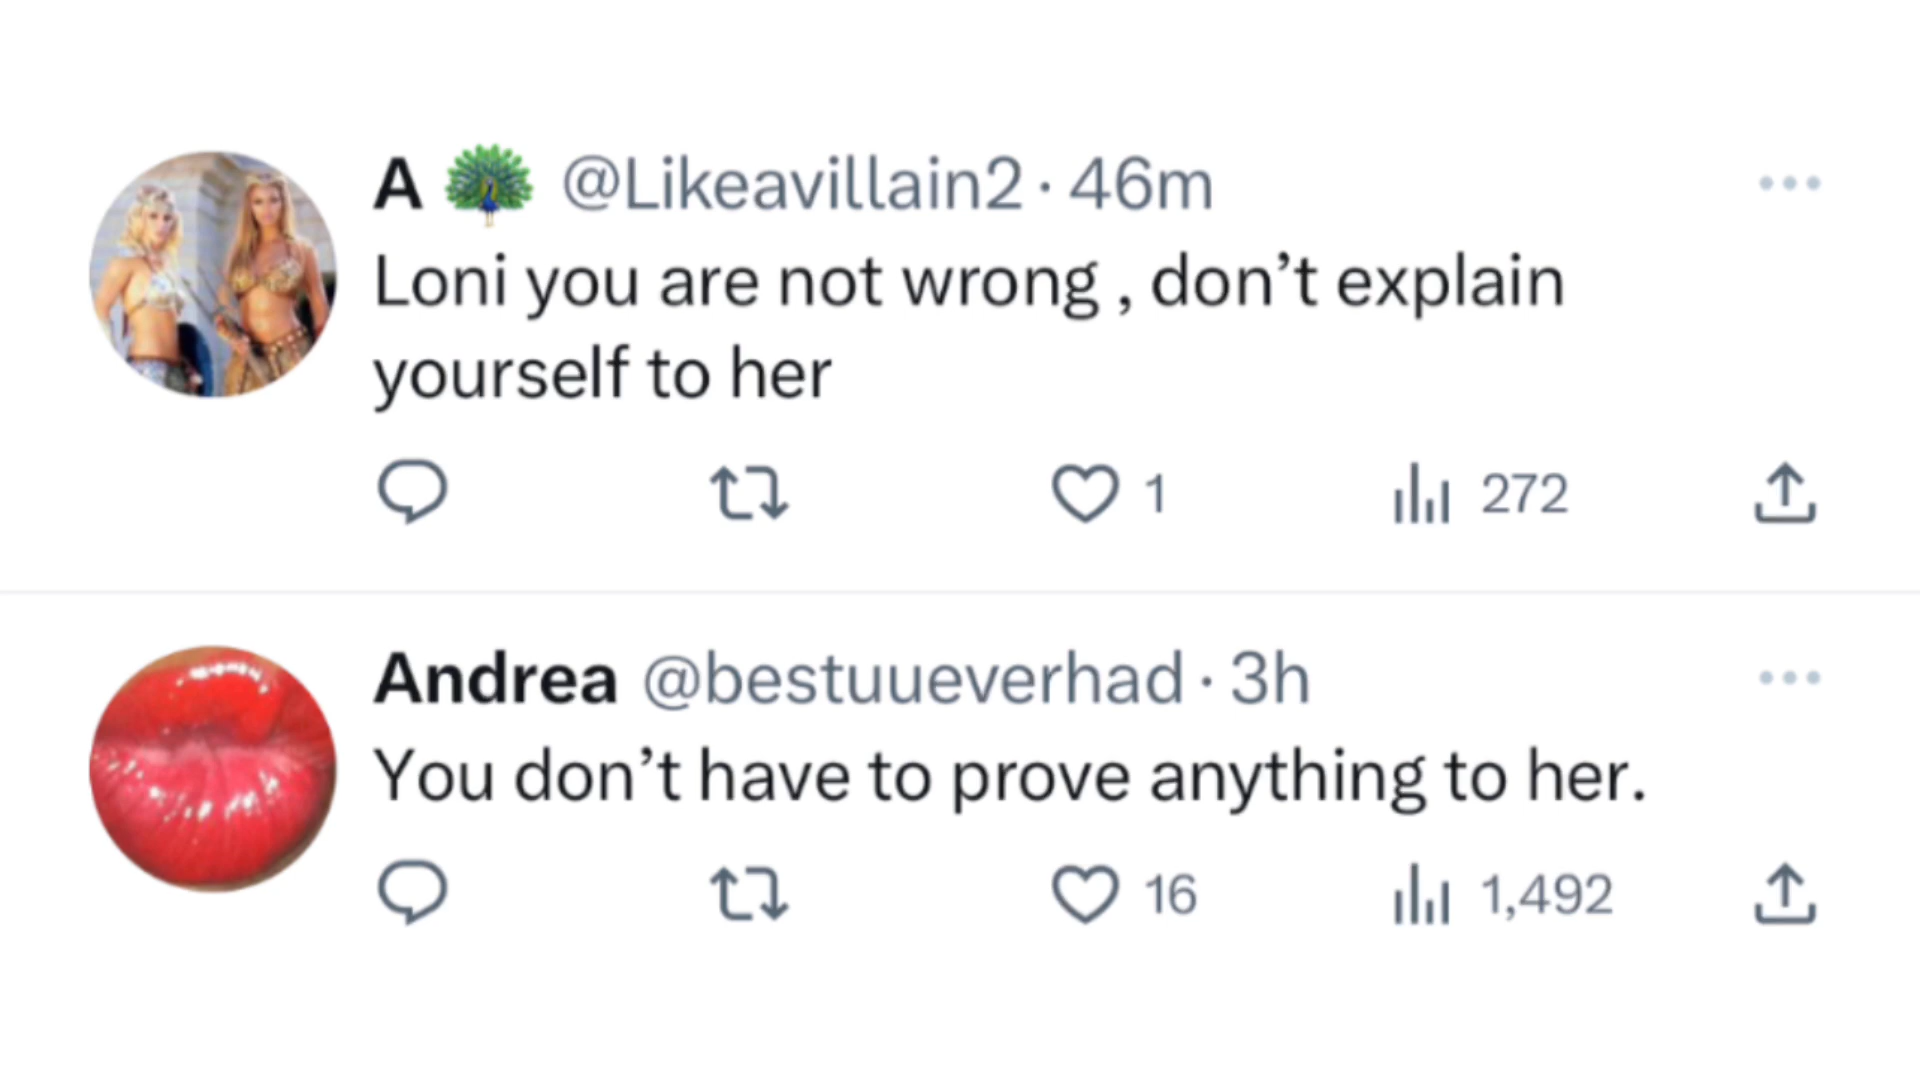 A 🦚 @Likeavillain2 · 46m
Loni you are not wrong , don’t explain
yourself to her
1 272
Andrea @bestuueverhad · 3h
You don’t have to prove anything to her.
16 1,492